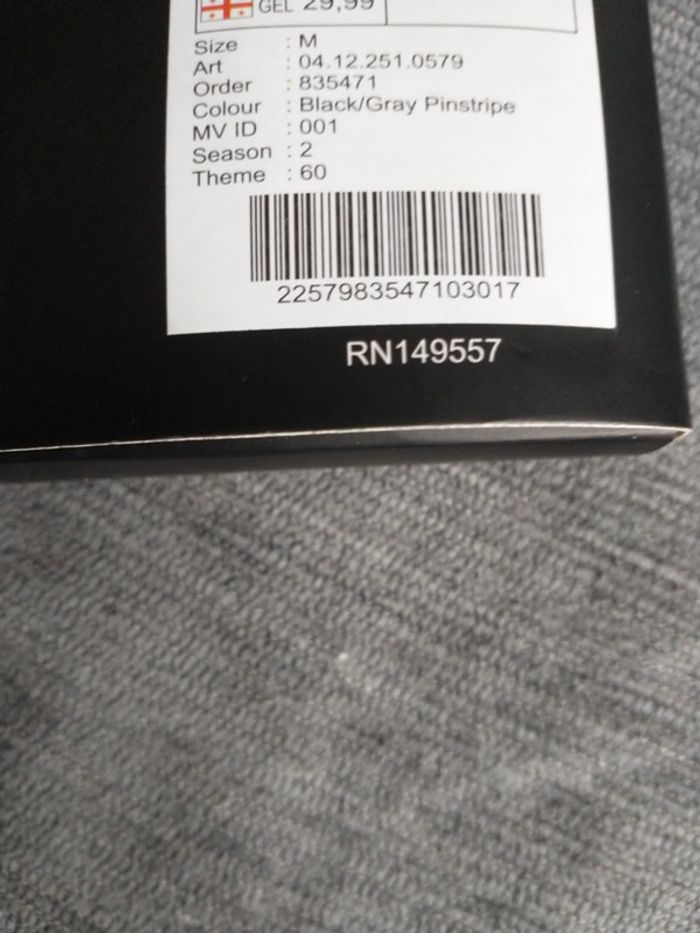 GEL 29,99
Size : M
Art : 04.12.251.0579
Order : 835471
Colour : Black/Gray Pinstripe
MV ID : 001
Season : 2
Theme : 60
2257983547103017
RN149557